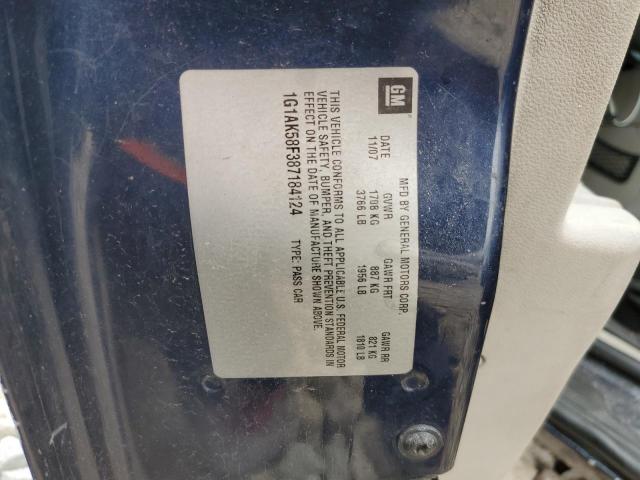 GM
MFD BY GENERAL MOTORS CORP.
DATE GVWR GAWR FRT GAWR RR
11/07 1708 KG 887 KG 821 KG
3766 LB 1956 LB 1810 LB
THIS VEHICLE CONFORMS TO ALL APPLICABLE U.S. FEDERAL MOTOR
VEHICLE SAFETY, BUMPER, AND THEFT PREVENTION STANDARDS IN
EFFECT ON THE DATE OF MANUFACTURE SHOWN ABOVE.
1G1AK58F387184124 TYPE: PASS CAR